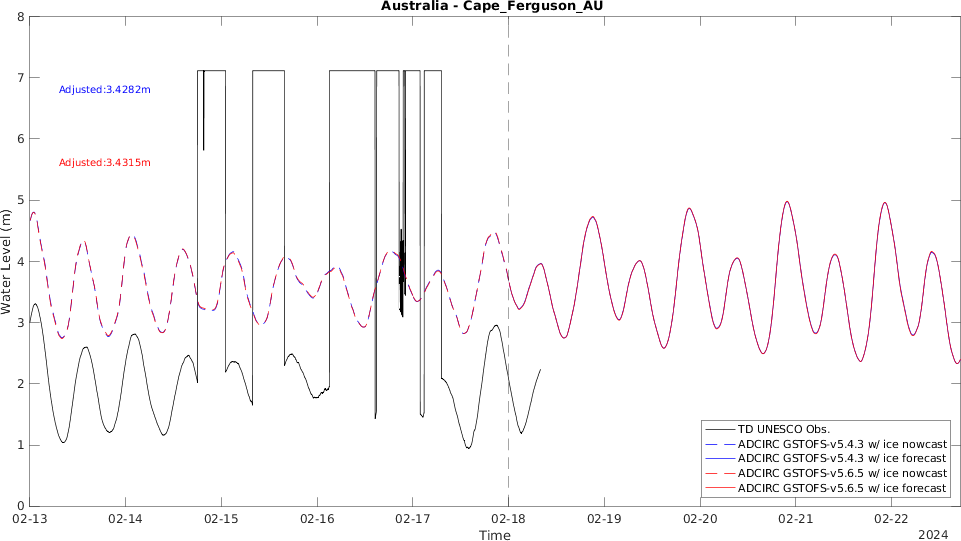 Australia - Cape_Ferguson_AU
8
7
6
5
4
3
2
1
0
Water Level (m)
Adjusted:3.4282m
Adjusted:3.4315m
TD UNESCO Obs.
ADCIRC GSTOFS-v5.4.3 w/ ice nowcast
ADCIRC GSTOFS-v5.4.3 w/ ice forecast
ADCIRC GSTOFS-v5.6.5 w/ ice nowcast
ADCIRC GSTOFS-v5.6.5 w/ ice forecast
02-13 02-14 02-15 02-16 02-17 02-18 02-19 02-20 02-21 02-22
Time
2024